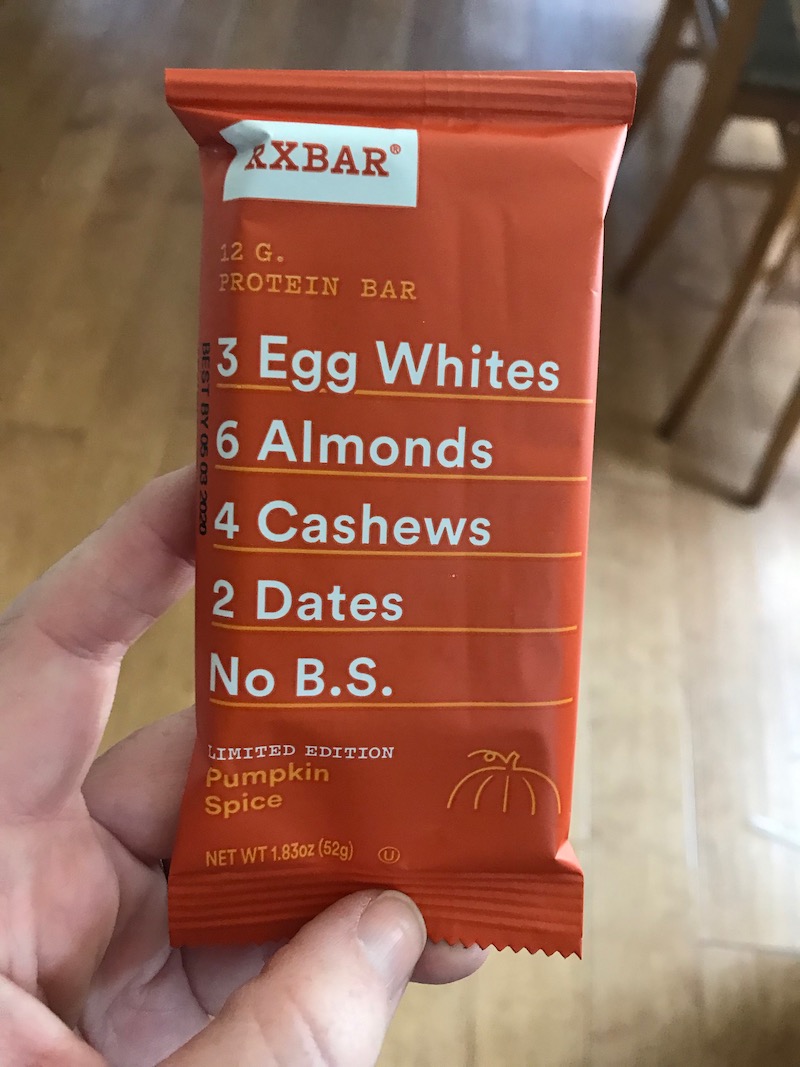 RXBAR®
12 G.
PROTEIN BAR
3 Egg Whites
6 Almonds
4 Cashews
2 Dates
No B.S.
LIMITED EDITION
Pumpkin
Spice
NET WT 1.83oz (52g) U
BEST BY 05 03 2020